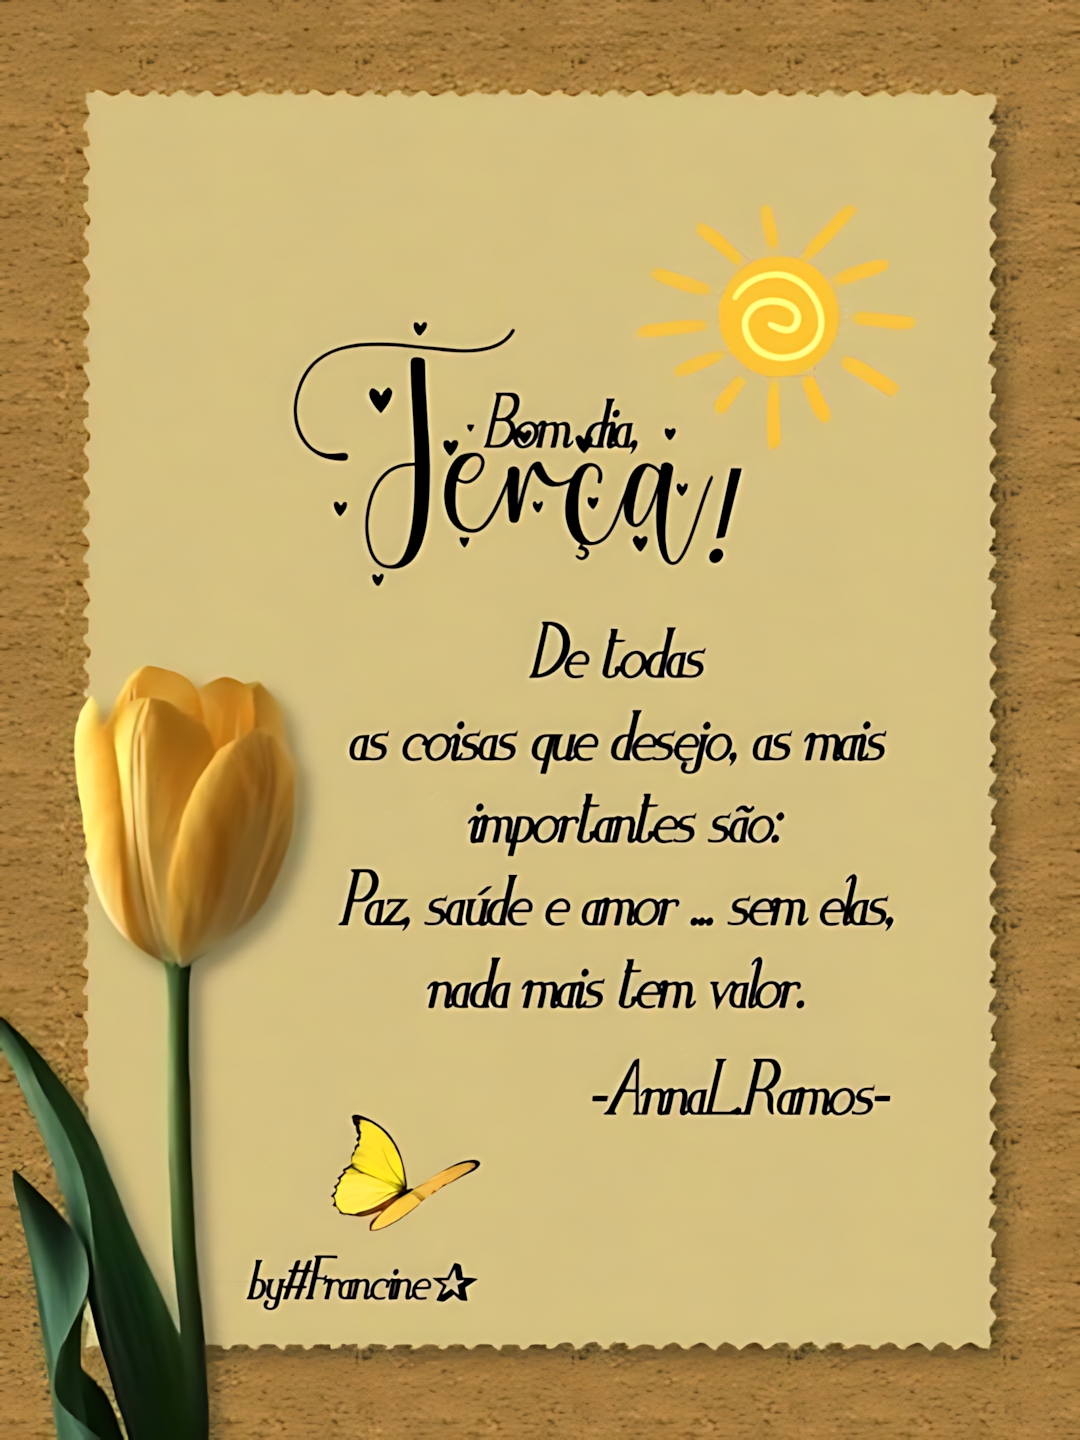 Bom dia,
Terça!
De todas
as coisas que desejo, as mais
importantes são:
Paz, saúde e amor ... sem elas,
nada mais tem valor.
-AnnaL.Ramos-
by#Francine☆